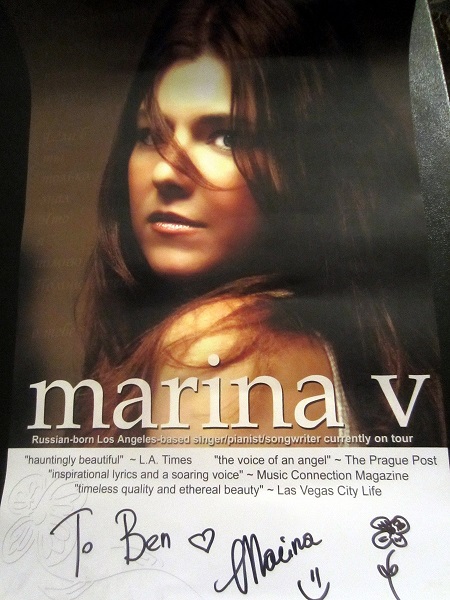 marina v
Russian-born Los Angeles-based singer/pianist/songwriter currently on tour
"hauntingly beautiful" ~ L.A. Times "the voice of an angel" ~ The Prague Post
"inspirational lyrics and a soaring voice" ~ Music Connection Magazine
"timeless quality and ethereal beauty" ~ Las Vegas City Life
To Ben ♡ Marina